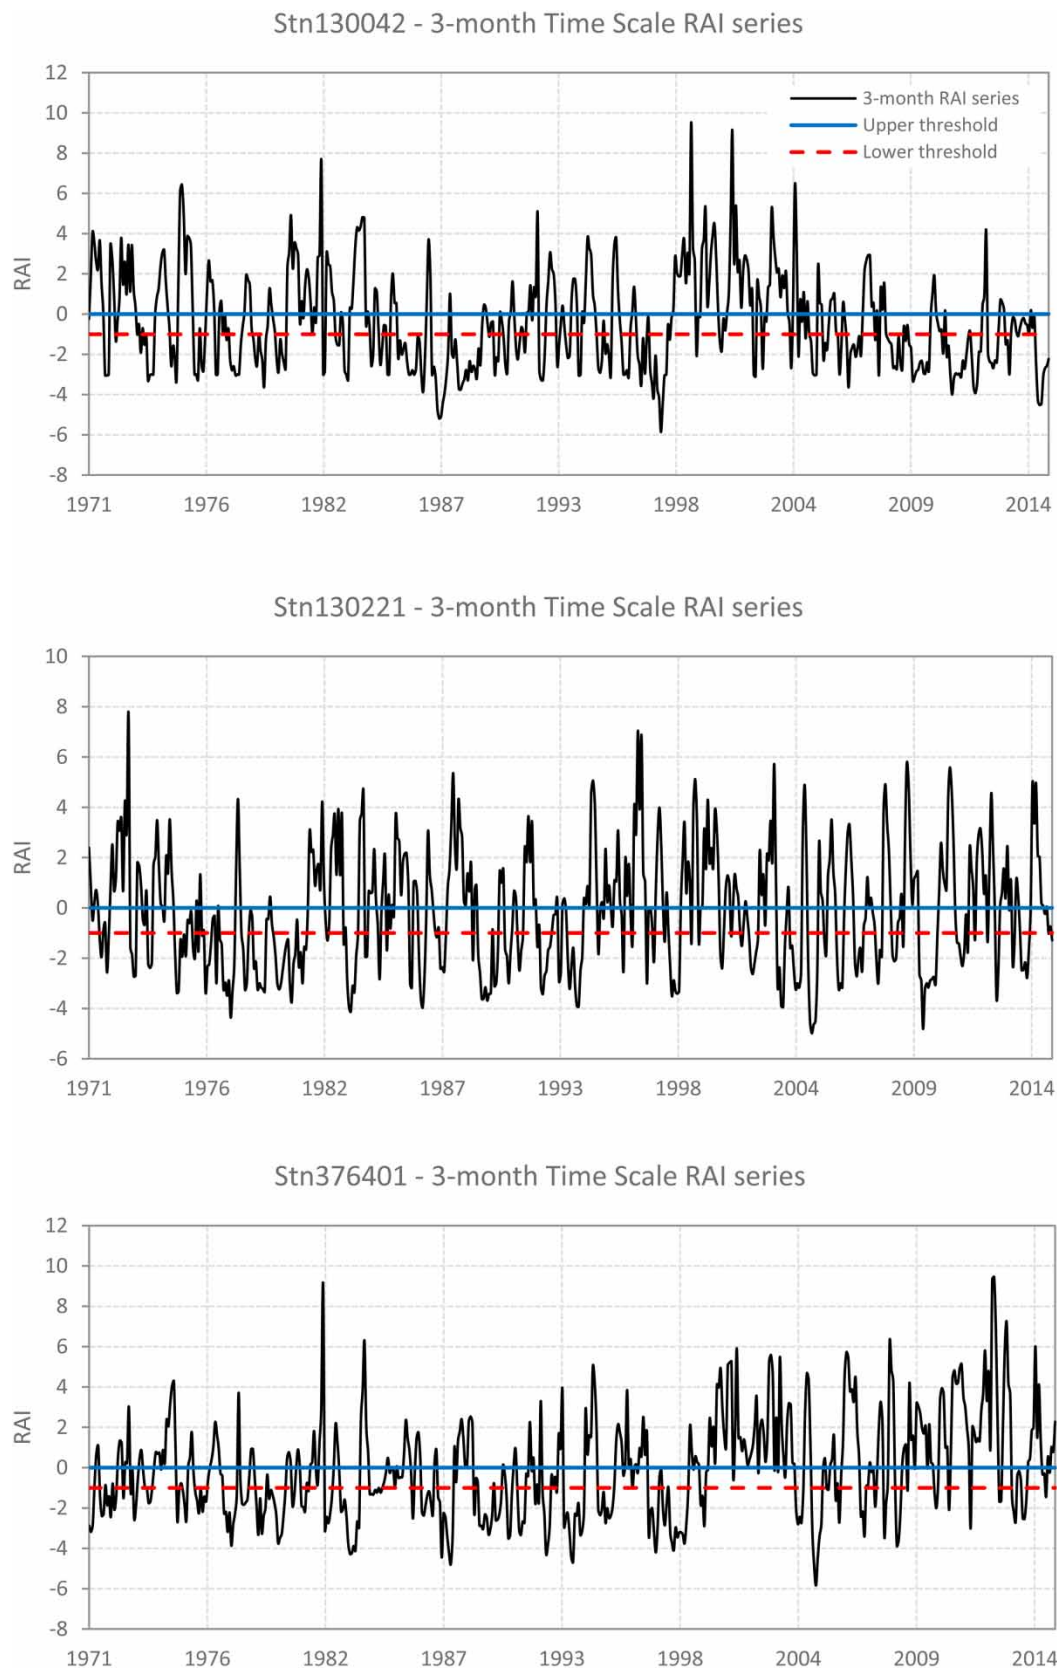 Stn130042 - 3-month Time Scale RAI series
12
10
8
6
4
2
0
-2
-4
-6
-8
RAI
3-month RAI series
Upper threshold
Lower threshold
1971 1976 1982 1987 1993 1998 2004 2009 2014
Stn130221 - 3-month Time Scale RAI series
10
8
6
4
2
0
-2
-4
-6
RAI
1971 1976 1982 1987 1993 1998 2004 2009 2014
Stn376401 - 3-month Time Scale RAI series
12
10
8
6
4
2
0
-2
-4
-6
-8
RAI
1971 1976 1982 1987 1993 1998 2004 2009 2014